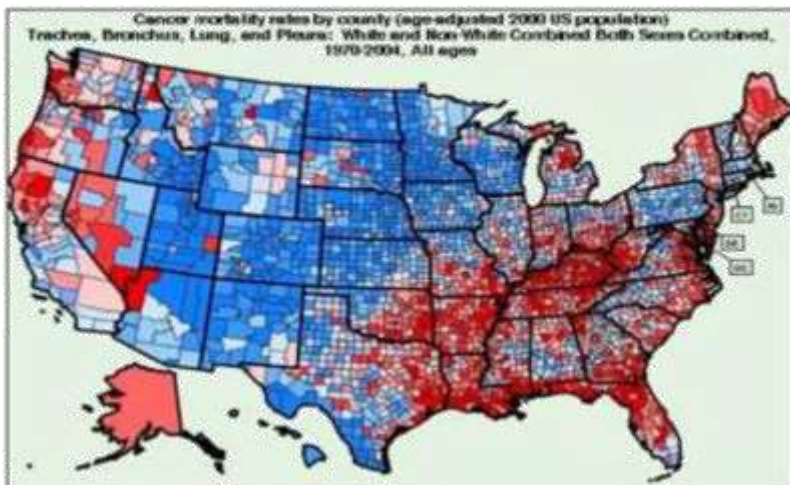 Cancer mortality rates by county (age-adjusted 2000 US population)
Trachea, Bronchus, Lung, and Pleura: White and Non-White Combined Both Sexes Combined,
1970-2004, All ages
CT